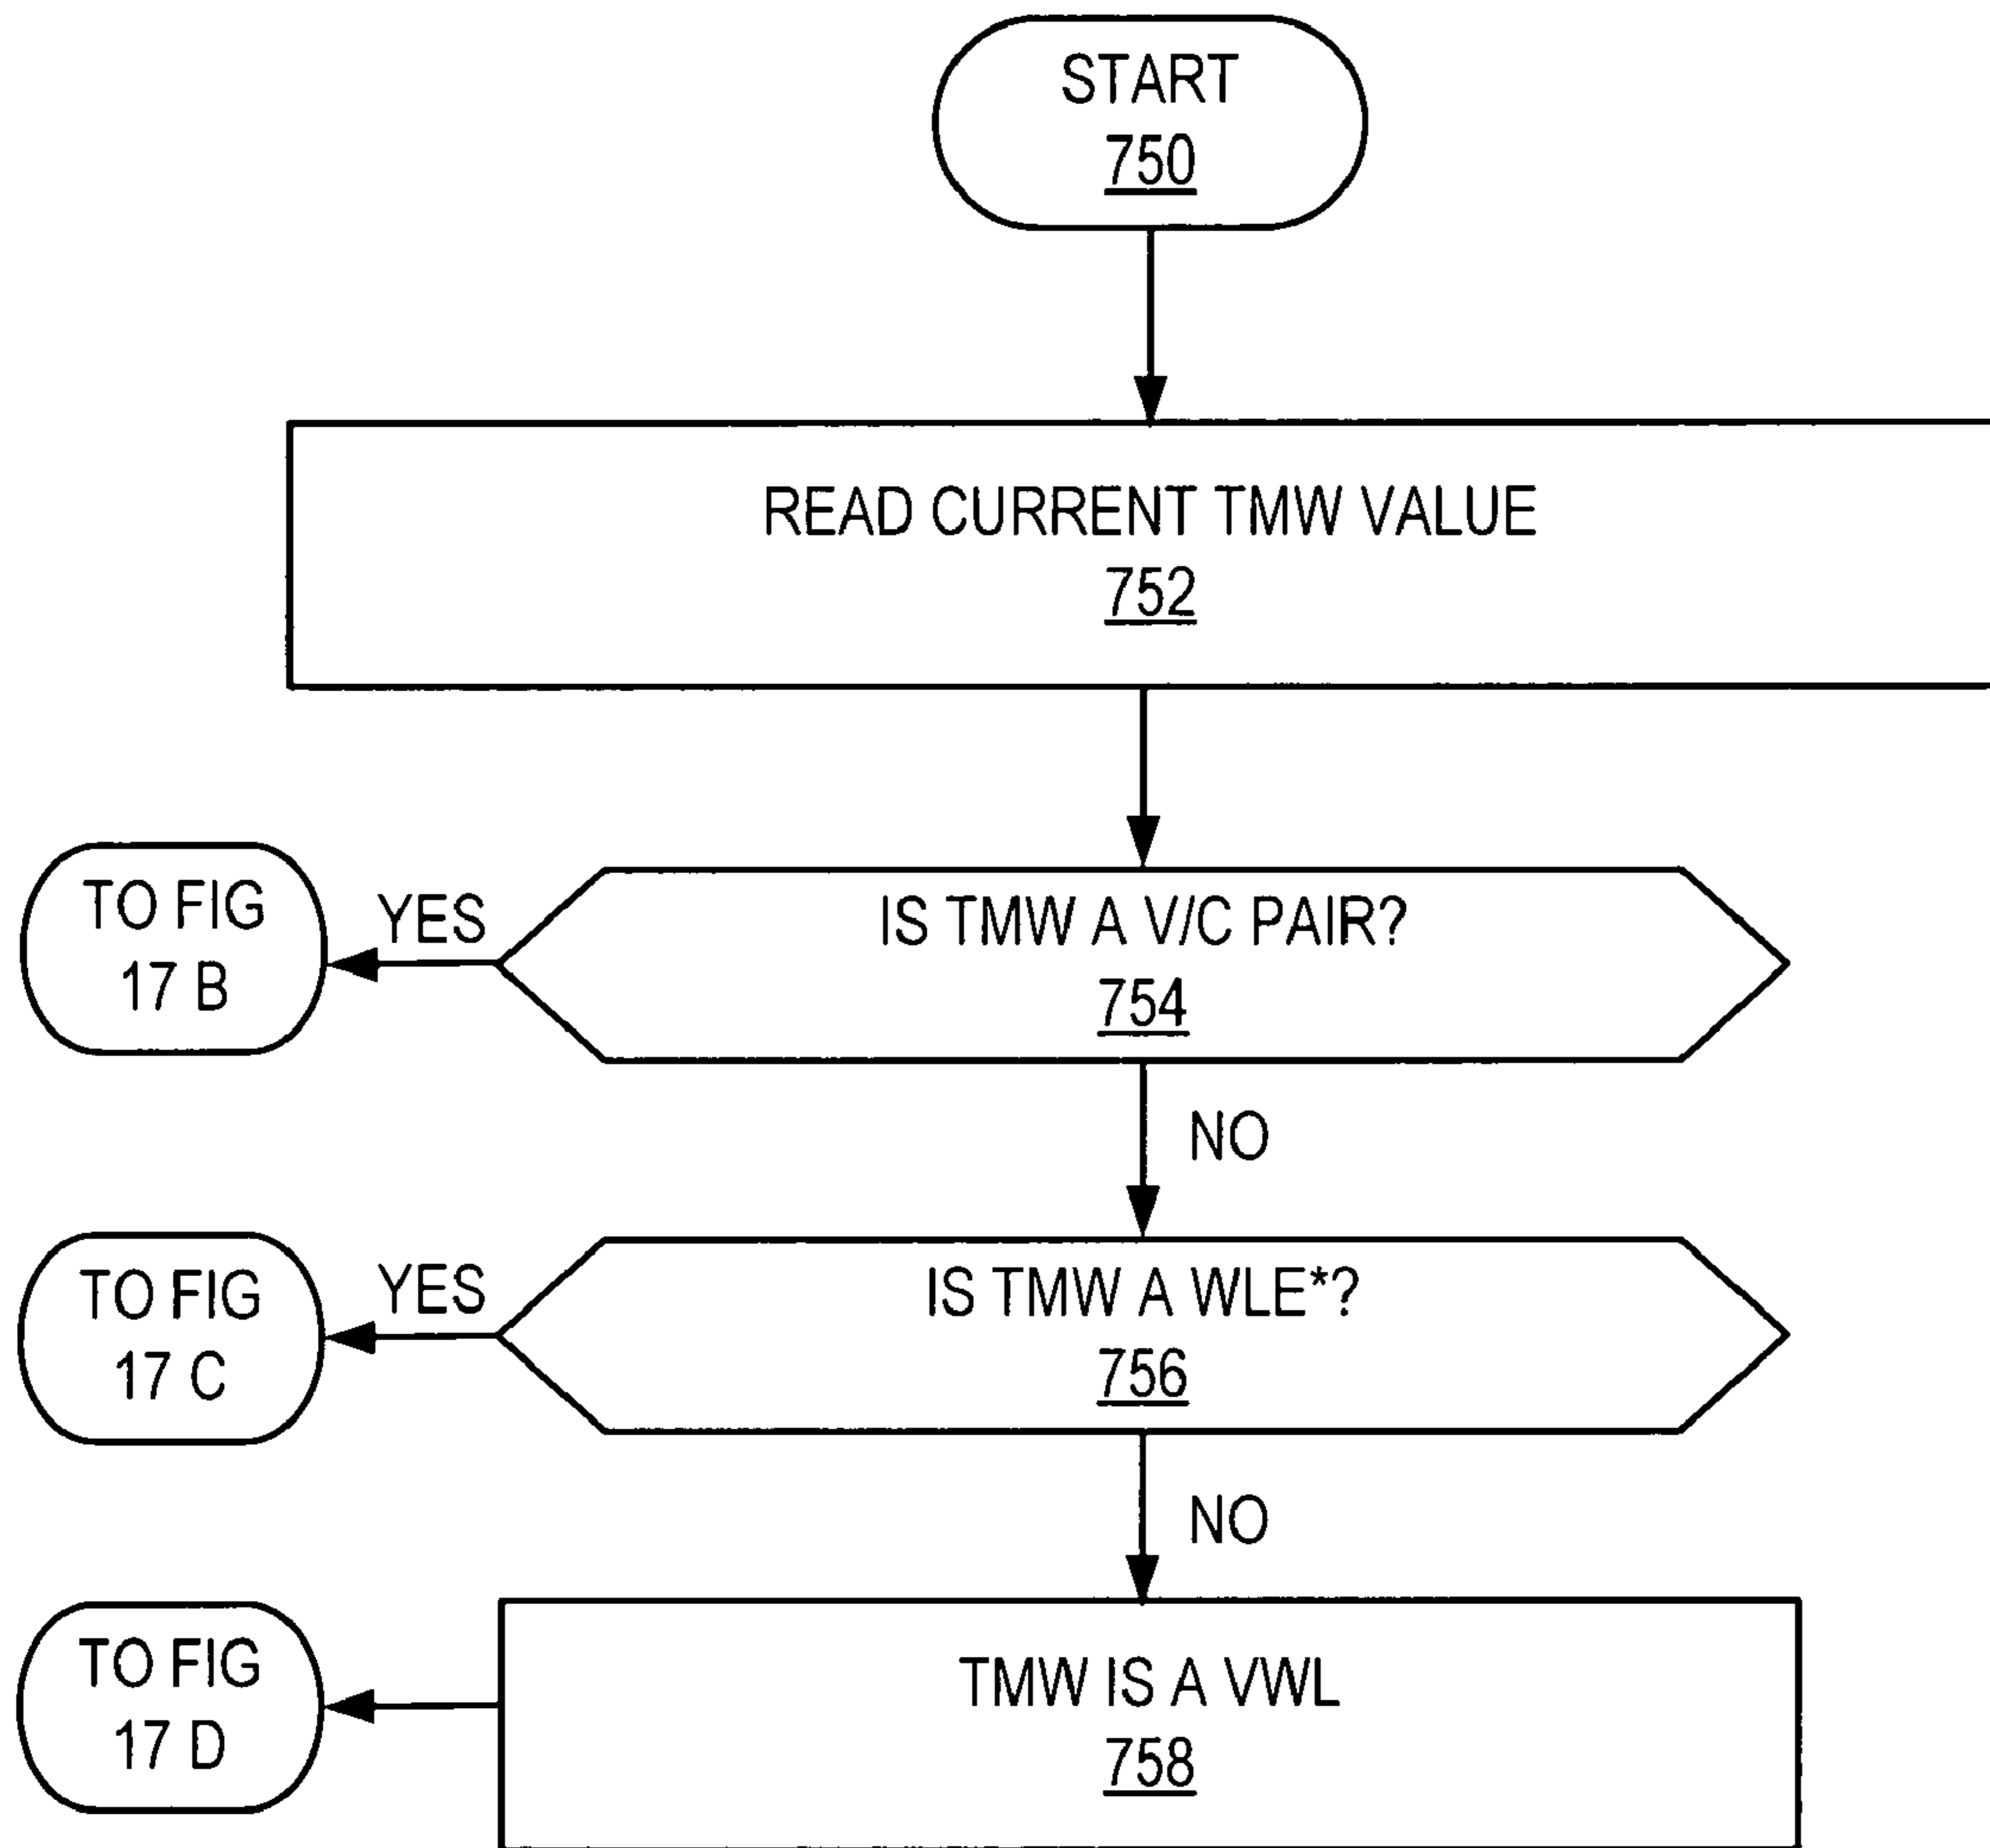 START
750
READ CURRENT TMW VALUE
752
TO FIG
17 B
YES
IS TMW A V/C PAIR?
754
NO
TO FIG
17 C
YES
IS TMW A WLE*?
756
NO
TO FIG
17 D
TMW IS A VWL
758